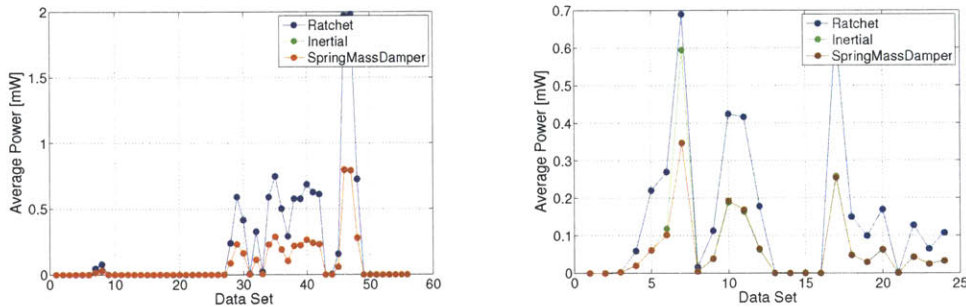 2
1.5
1
0.5
0
0 10 20 30 40 50 60
Average Power [mW]
Data Set
Ratchet
Inertial
SpringMassDamper
0.7
0.6
0.5
0.4
0.3
0.2
0.1
0
0 5 10 15 20 25
Average Power [mW]
Data Set
Ratchet
Inertial
SpringMassDamper